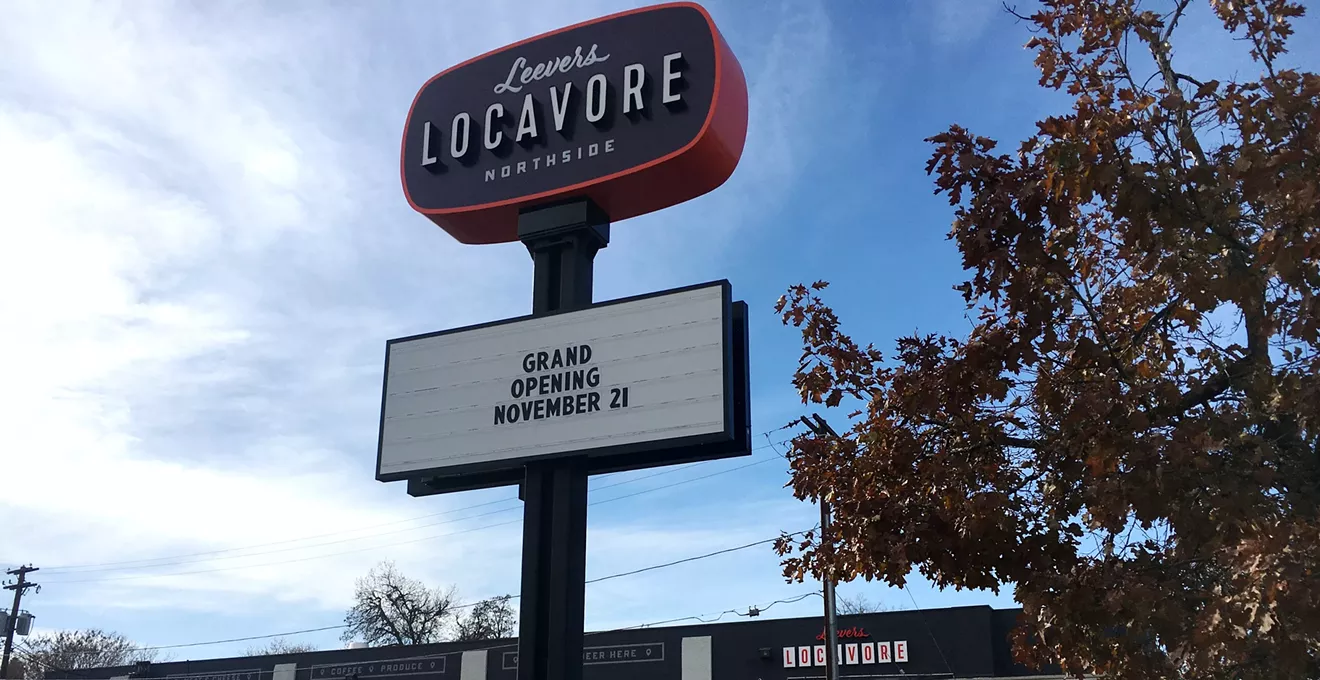 Leevers
LOCAVORE
NORTHSIDE
GRAND
OPENING
NOVEMBER 21
COFFEE PRODUCE
BEER HERE
Leevers
LOCAVORE